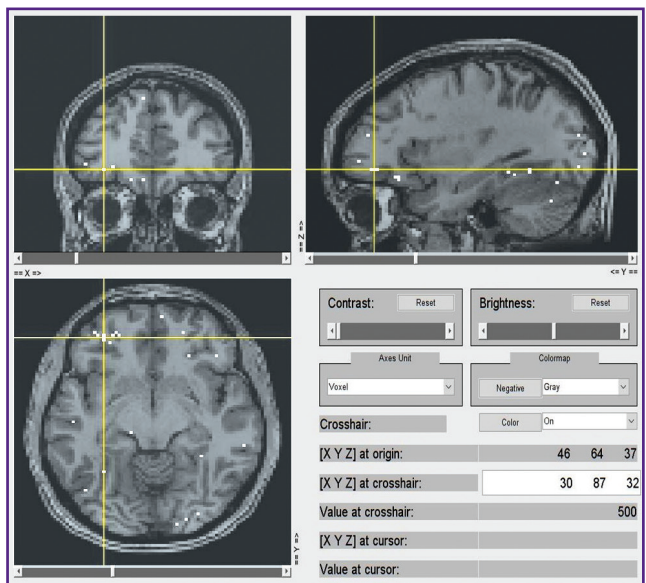 <= Z ==
== X =>
<= Y ==
Contrast: Reset
Brightness: Reset
Axes Unit
Voxel
Colormap
Negative Gray
Crosshair: Color On
[X Y Z] at origin: 46 64 37
[X Y Z] at crosshair: 30 87 32
Value at crosshair: 500
[X Y Z] at cursor:
Value at cursor:
<= Y ==